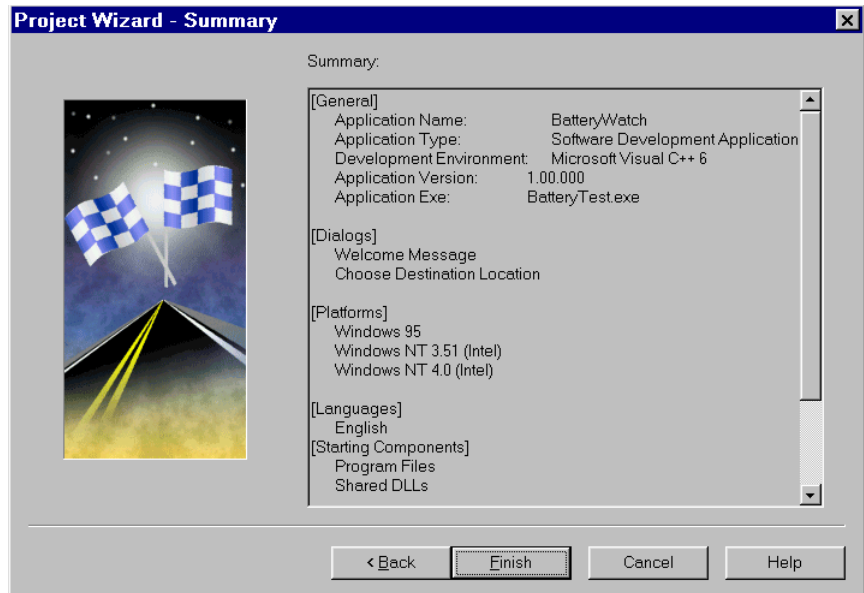 Project Wizard - Summary
Summary:
[General]
Application Name: BatteryWatch
Application Type: Software Development Application
Development Environment: Microsoft Visual C++ 6
Application Version: 1.00.000
Application Exe: BatteryTest.exe
[Dialogs]
Welcome Message
Choose Destination Location
[Platforms]
Windows 95
Windows NT 3.51 (Intel)
Windows NT 4.0 (Intel)
[Languages]
English
[Starting Components]
Program Files
Shared DLLs
< Back Finish Cancel Help